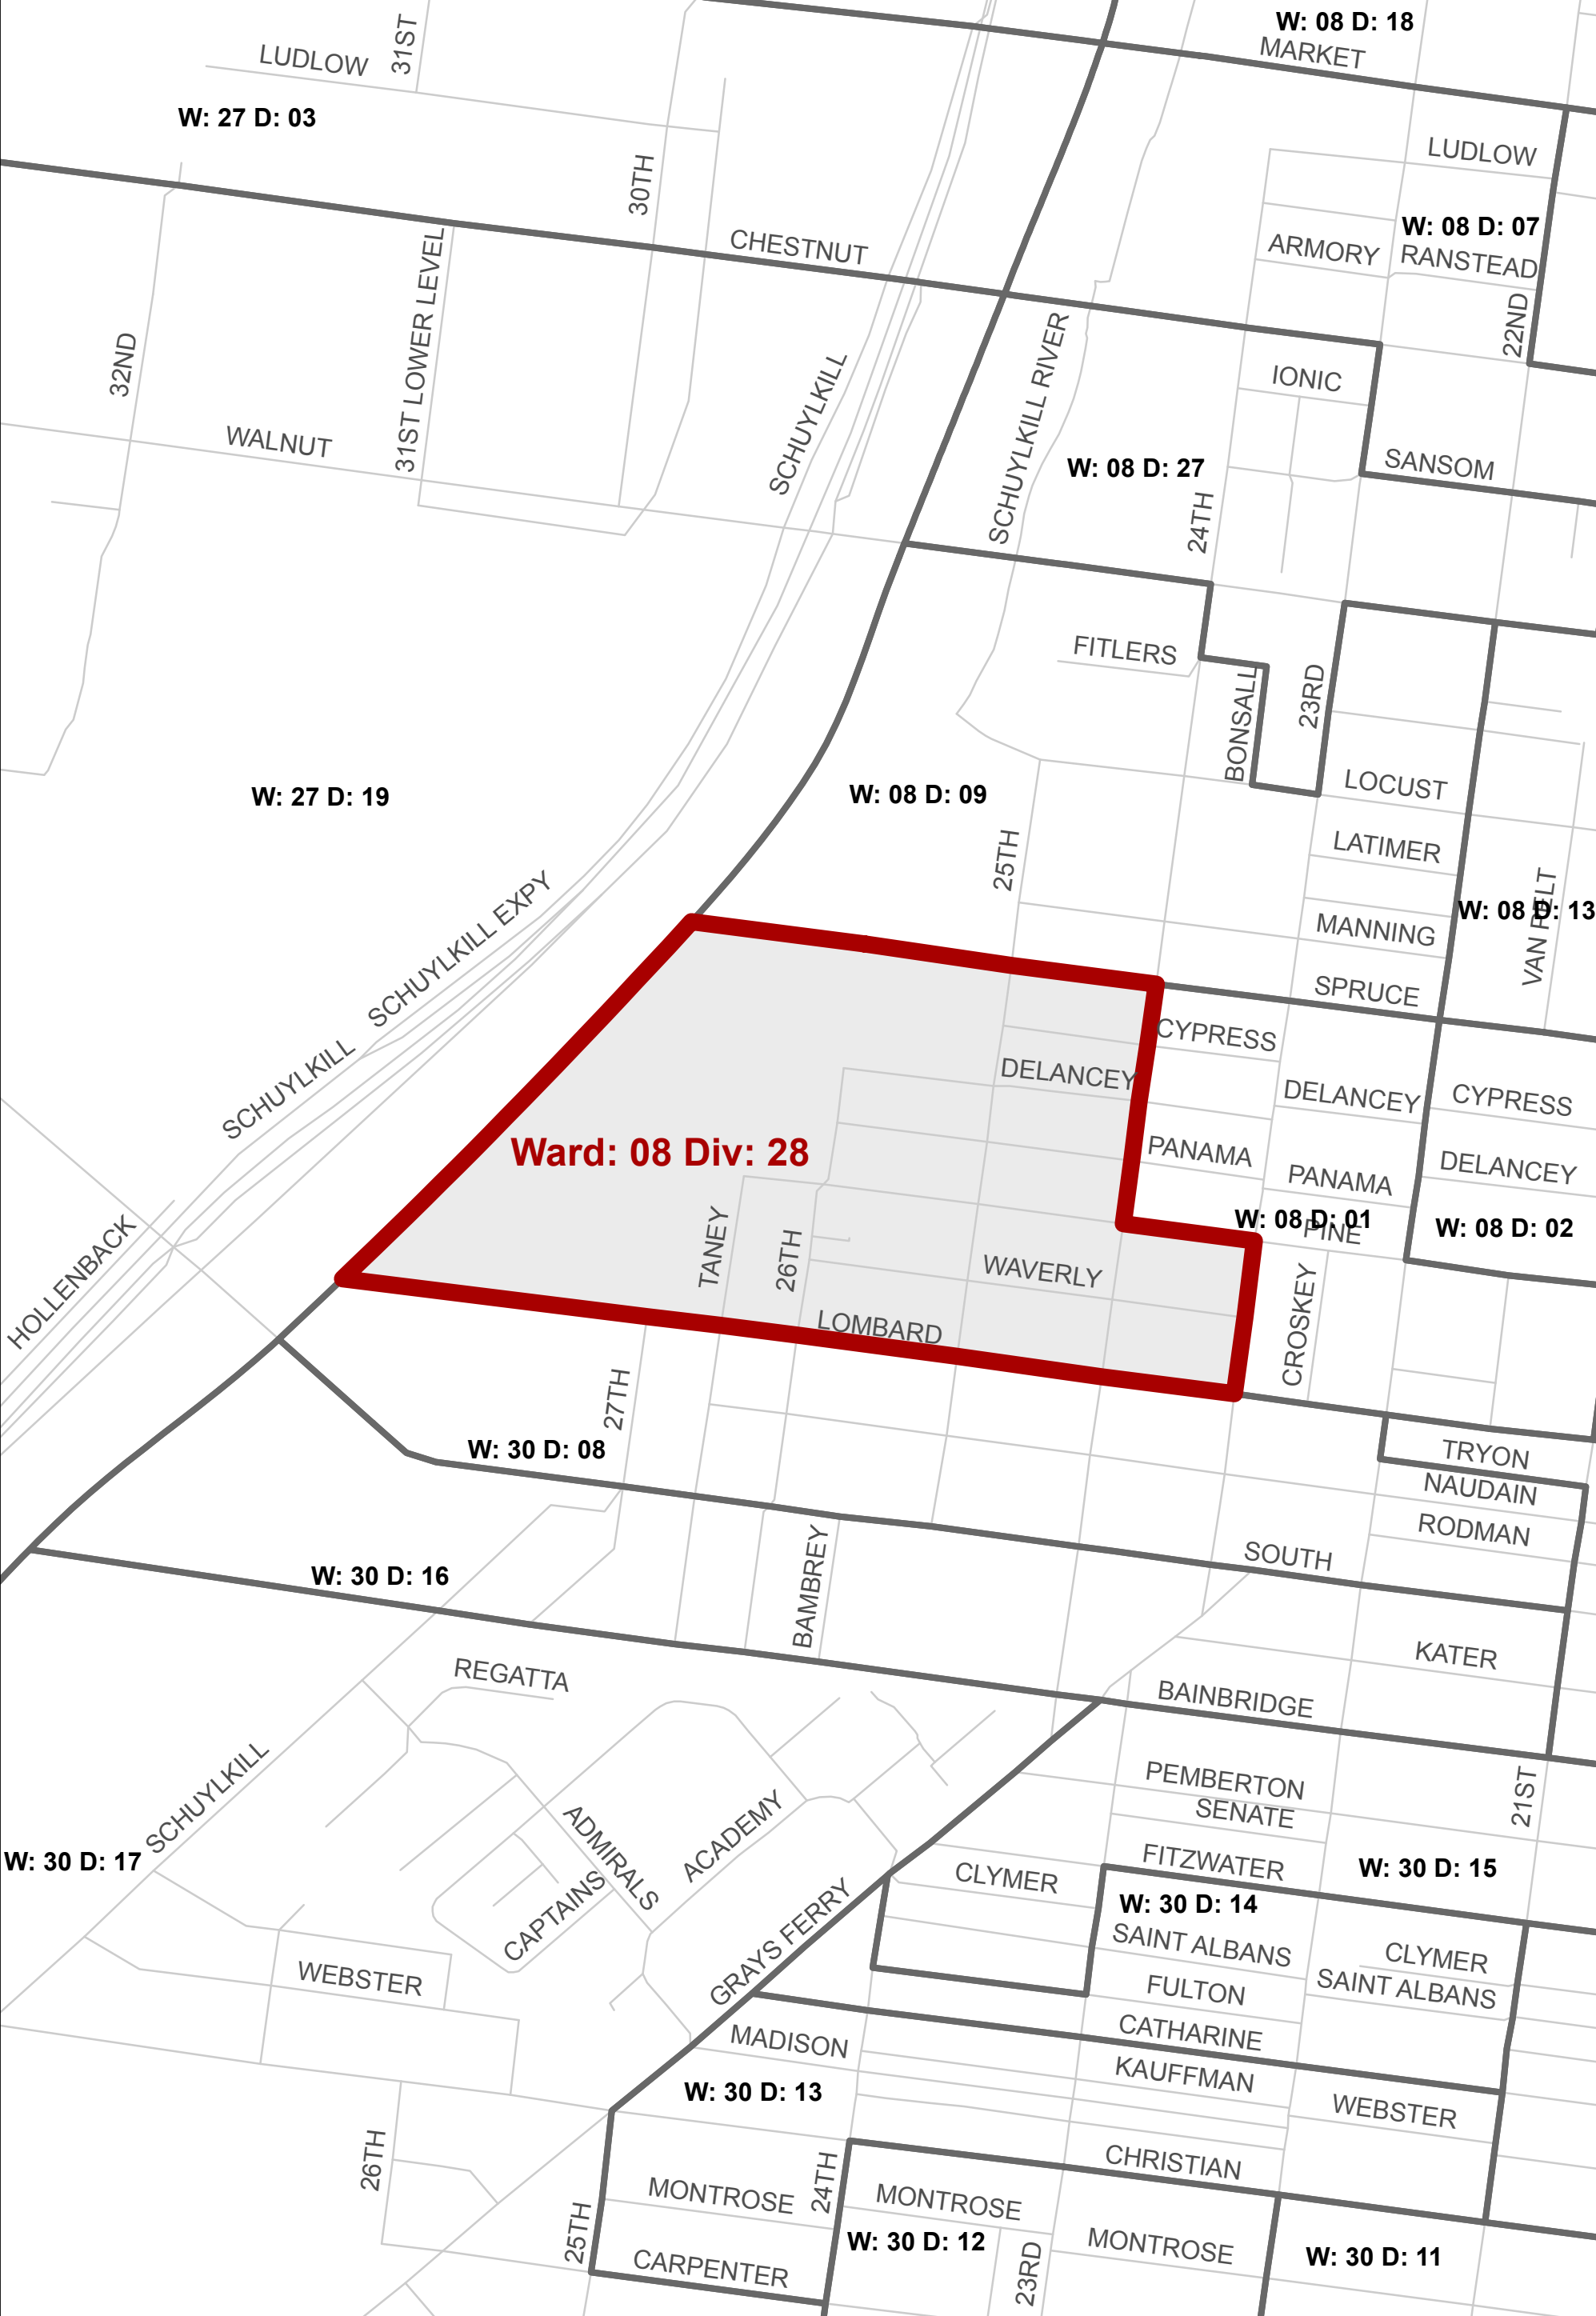 W: 08 D: 18
MARKET
31ST
LUDLOW
W: 27 D: 03
LUDLOW
30TH
W: 08 D: 07
CHESTNUT
ARMORY
RANSTEAD
22ND
31ST LOWER LEVEL
32ND
SCHUYLKILL
SCHUYLKILL RIVER
IONIC
WALNUT
W: 08 D: 27
SANSOM
24TH
FITLERS
BONSALL
23RD
W: 27 D: 19
W: 08 D: 09
LOCUST
25TH
LATIMER
VAN PELT
W: 08 D: 13
MANNING
SCHUYLKILL EXPY
SPRUCE
CYPRESS
SCHUYLKILL
DELANCEY
DELANCEY
CYPRESS
Ward: 08 Div: 28
PANAMA
PANAMA
DELANCEY
W: 08 D: 01
PINE
W: 08 D: 02
HOLLENBACK
TANEY
26TH
WAVERLY
CROSKEY
LOMBARD
27TH
W: 30 D: 08
TRYON
NAUDAIN
RODMAN
SOUTH
W: 30 D: 16
BAMBREY
KATER
REGATTA
BAINBRIDGE
SCHUYLKILL
PEMBERTON
SENATE
21ST
ADMIRALS
ACADEMY
W: 30 D: 17
FITZWATER
W: 30 D: 15
CLYMER
CAPTAINS
W: 30 D: 14
GRAYS FERRY
SAINT ALBANS
CLYMER
WEBSTER
FULTON
SAINT ALBANS
MADISON
CATHARINE
KAUFFMAN
W: 30 D: 13
WEBSTER
26TH
CHRISTIAN
24TH
MONTROSE
MONTROSE
25TH
W: 30 D: 12
MONTROSE
W: 30 D: 11
CARPENTER
23RD